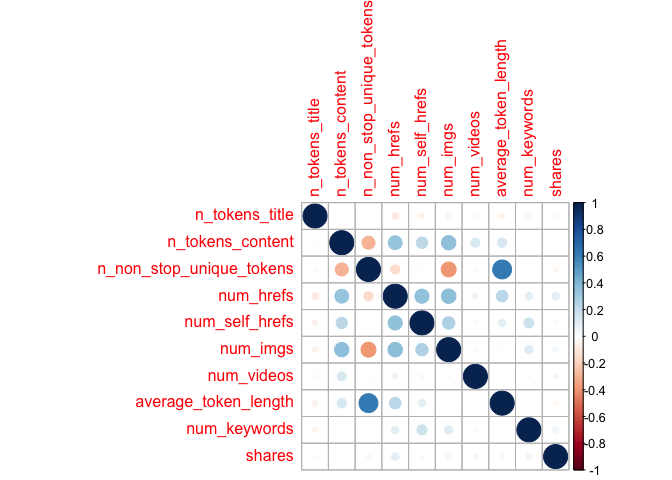 n_tokens_title
n_tokens_content
n_non_stop_unique_tokens
num_hrefs
num_self_hrefs
num_imgs
num_videos
average_token_length
num_keywords
shares
n_tokens_title
n_tokens_content
n_non_stop_unique_tokens
num_hrefs
num_self_hrefs
num_imgs
num_videos
average_token_length
num_keywords
shares
1
0.8
0.6
0.4
0.2
0
-0.2
-0.4
-0.6
-0.8
-1